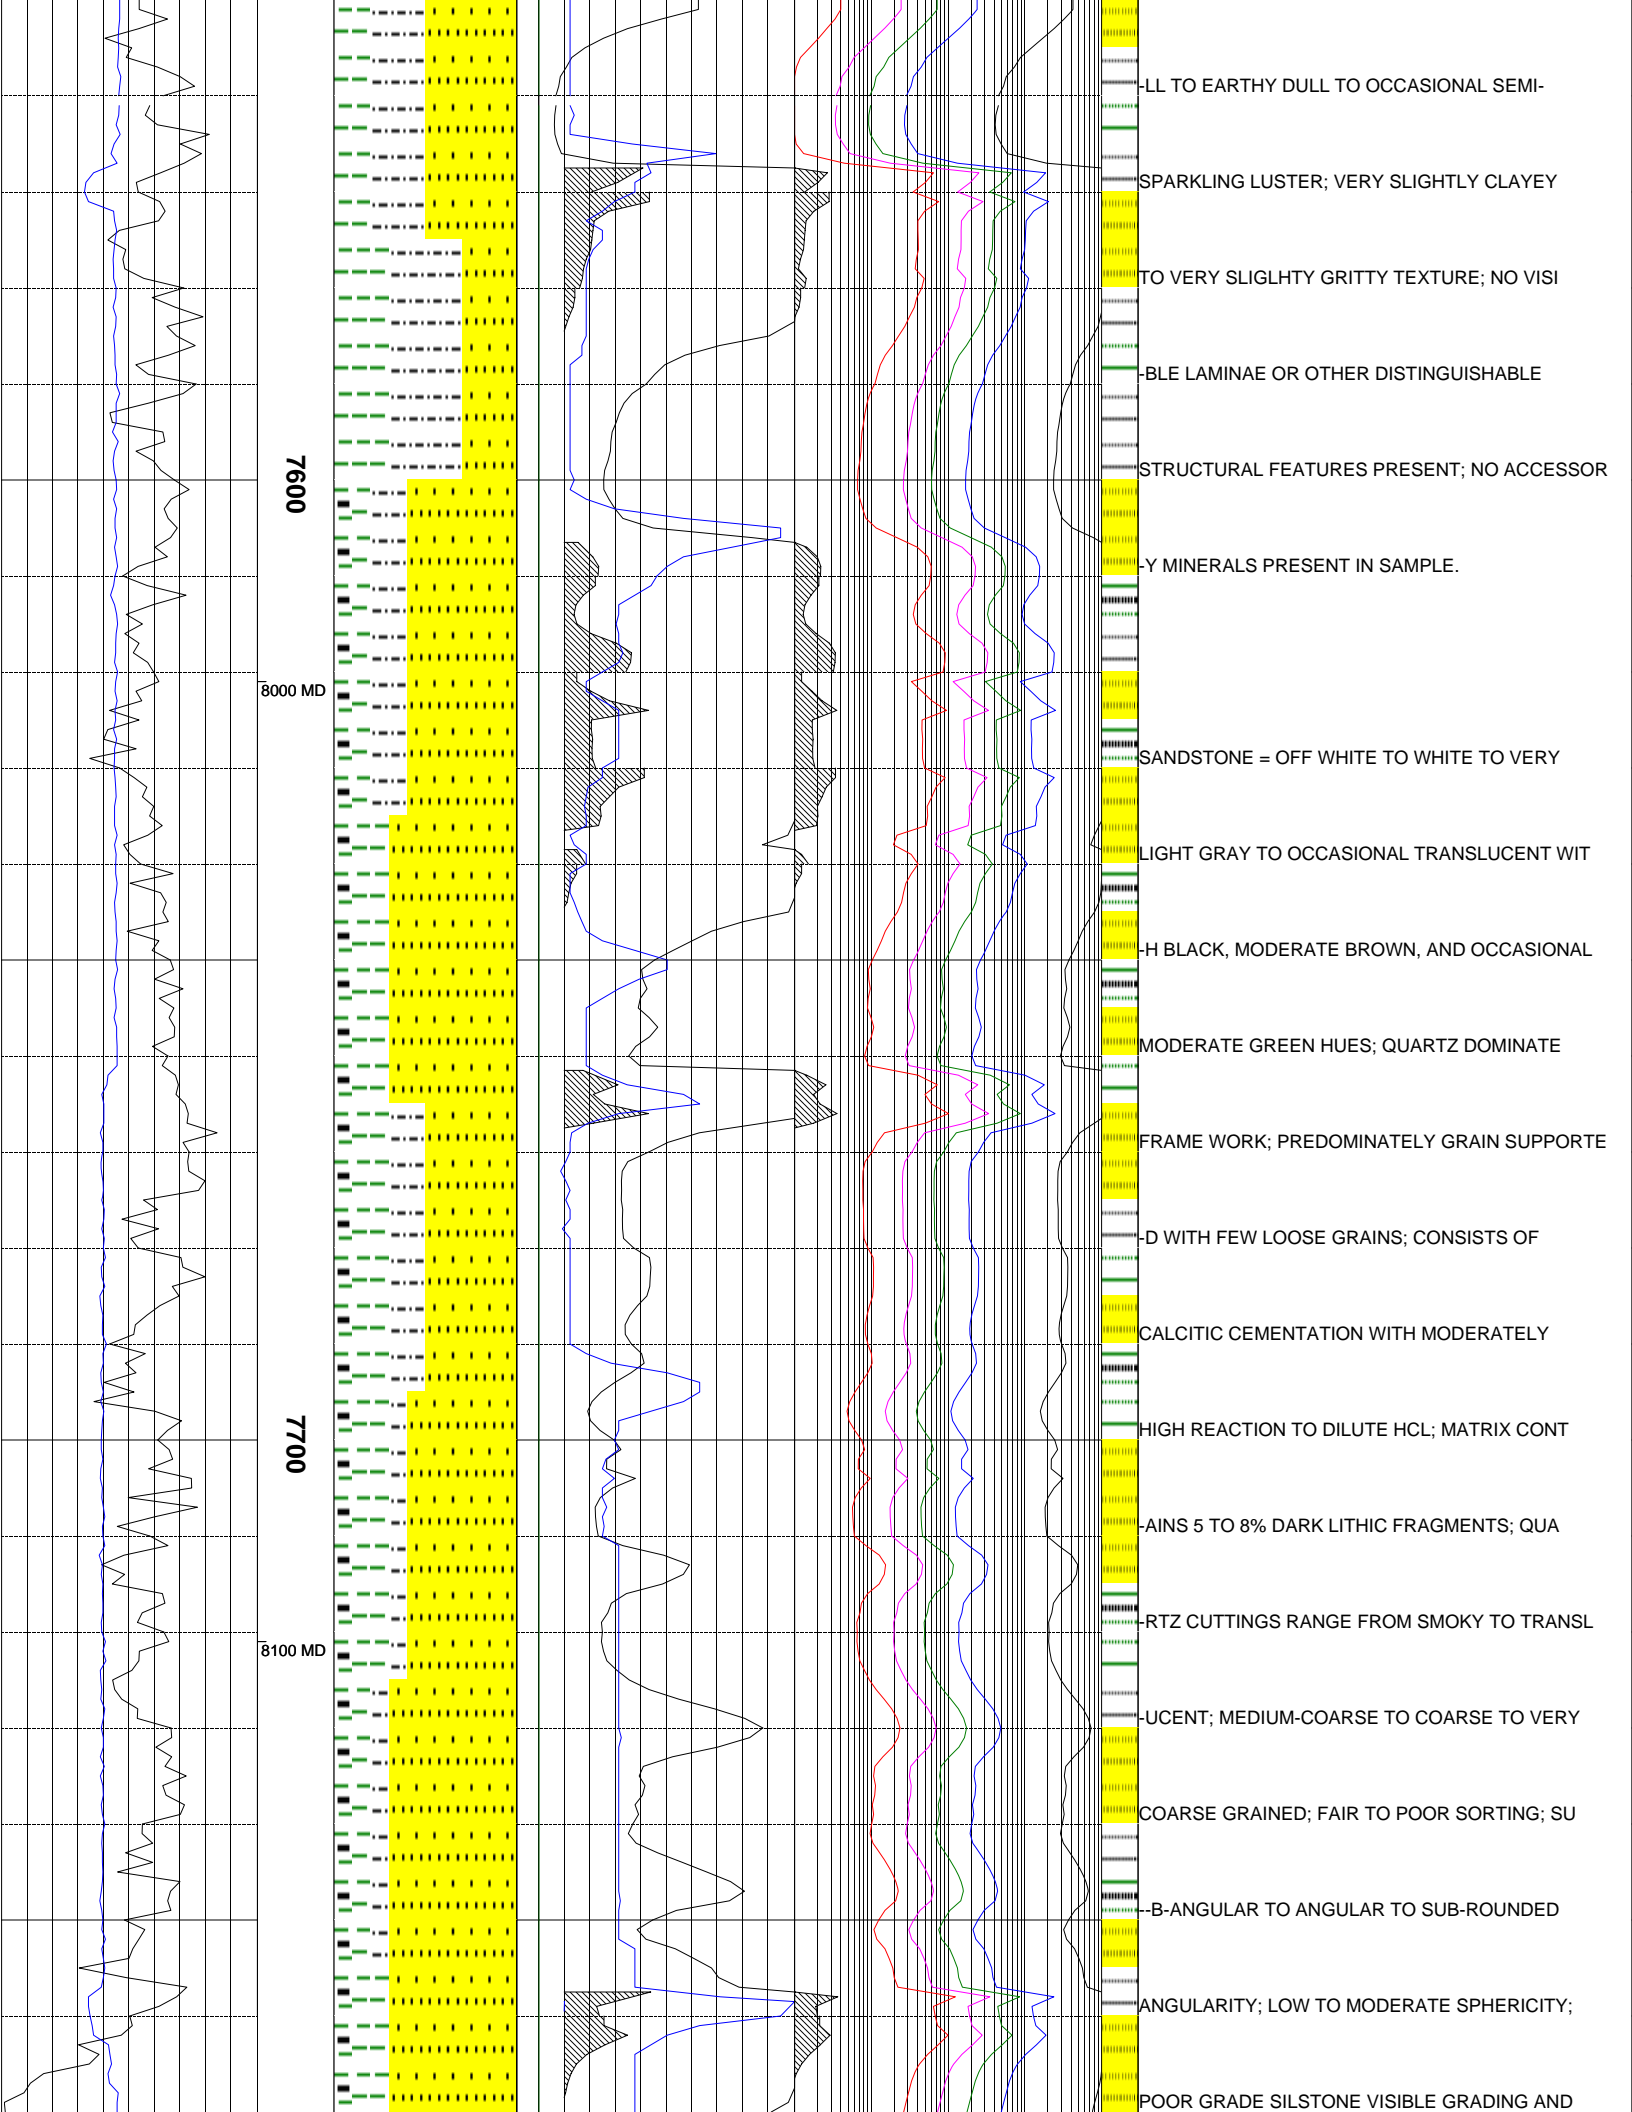 -LL TO EARTHY DULL TO OCCASIONAL SEMI-
SPARKLING LUSTER; VERY SLIGHTLY CLAYEY
TO VERY SLIGLHTY GRITTY TEXTURE; NO VISI
-BLE LAMINAE OR OTHER DISTINGUISHABLE
7600
STRUCTURAL FEATURES PRESENT; NO ACCESSOR
-Y MINERALS PRESENT IN SAMPLE.
8000 MD
SANDSTONE = OFF WHITE TO WHITE TO VERY
LIGHT GRAY TO OCCASIONAL TRANSLUCENT WIT
-H BLACK, MODERATE BROWN, AND OCCASIONAL
MODERATE GREEN HUES; QUARTZ DOMINATE
FRAME WORK; PREDOMINATELY GRAIN SUPPORTE
-D WITH FEW LOOSE GRAINS; CONSISTS OF
CALCITIC CEMENTATION WITH MODERATELY
7700
HIGH REACTION TO DILUTE HCL; MATRIX CONT
-AINS 5 TO 8% DARK LITHIC FRAGMENTS; QUA
-RTZ CUTTINGS RANGE FROM SMOKY TO TRANSL
8100 MD
-UCENT; MEDIUM-COARSE TO COARSE TO VERY
COARSE GRAINED; FAIR TO POOR SORTING; SU
--B-ANGULAR TO ANGULAR TO SUB-ROUNDED
ANGULARITY; LOW TO MODERATE SPHERICITY;
POOR GRADE SILSTONE VISIBLE GRADING AND